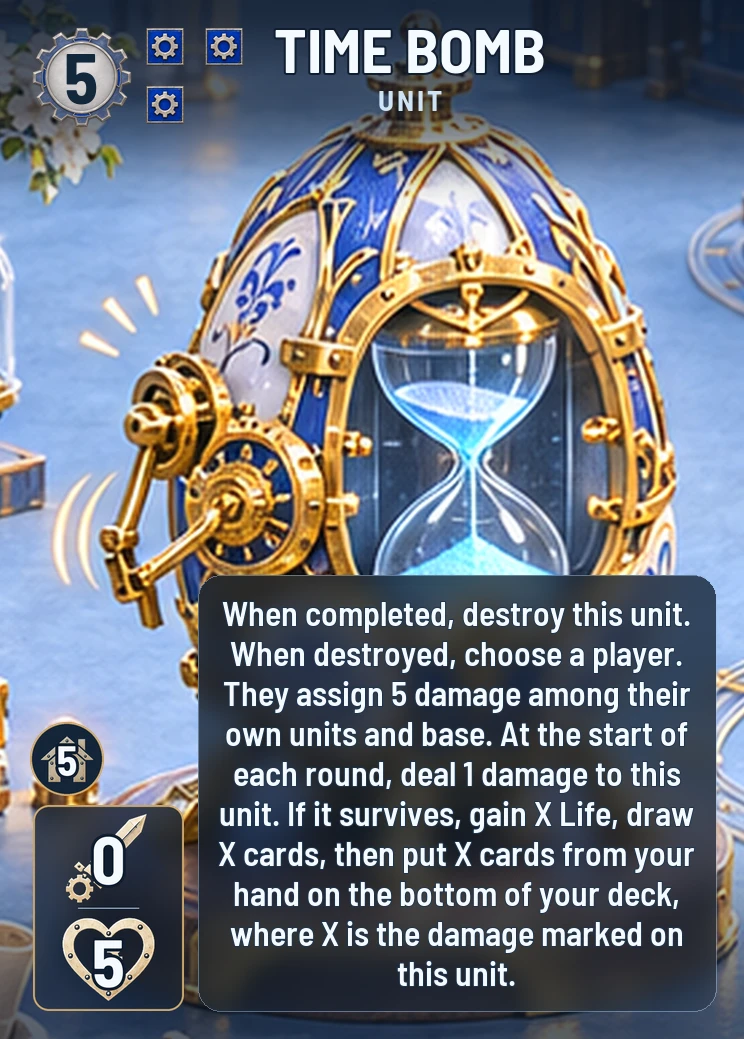 5
TIME BOMB
UNIT
When completed, destroy this unit.
When destroyed, choose a player.
They assign 5 damage among their
own units and base. At the start of
each round, deal 1 damage to this
unit. If it survives, gain X Life, draw
X cards, then put X cards from your
hand on the bottom of your deck,
where X is the damage marked on
this unit.
5
0
5